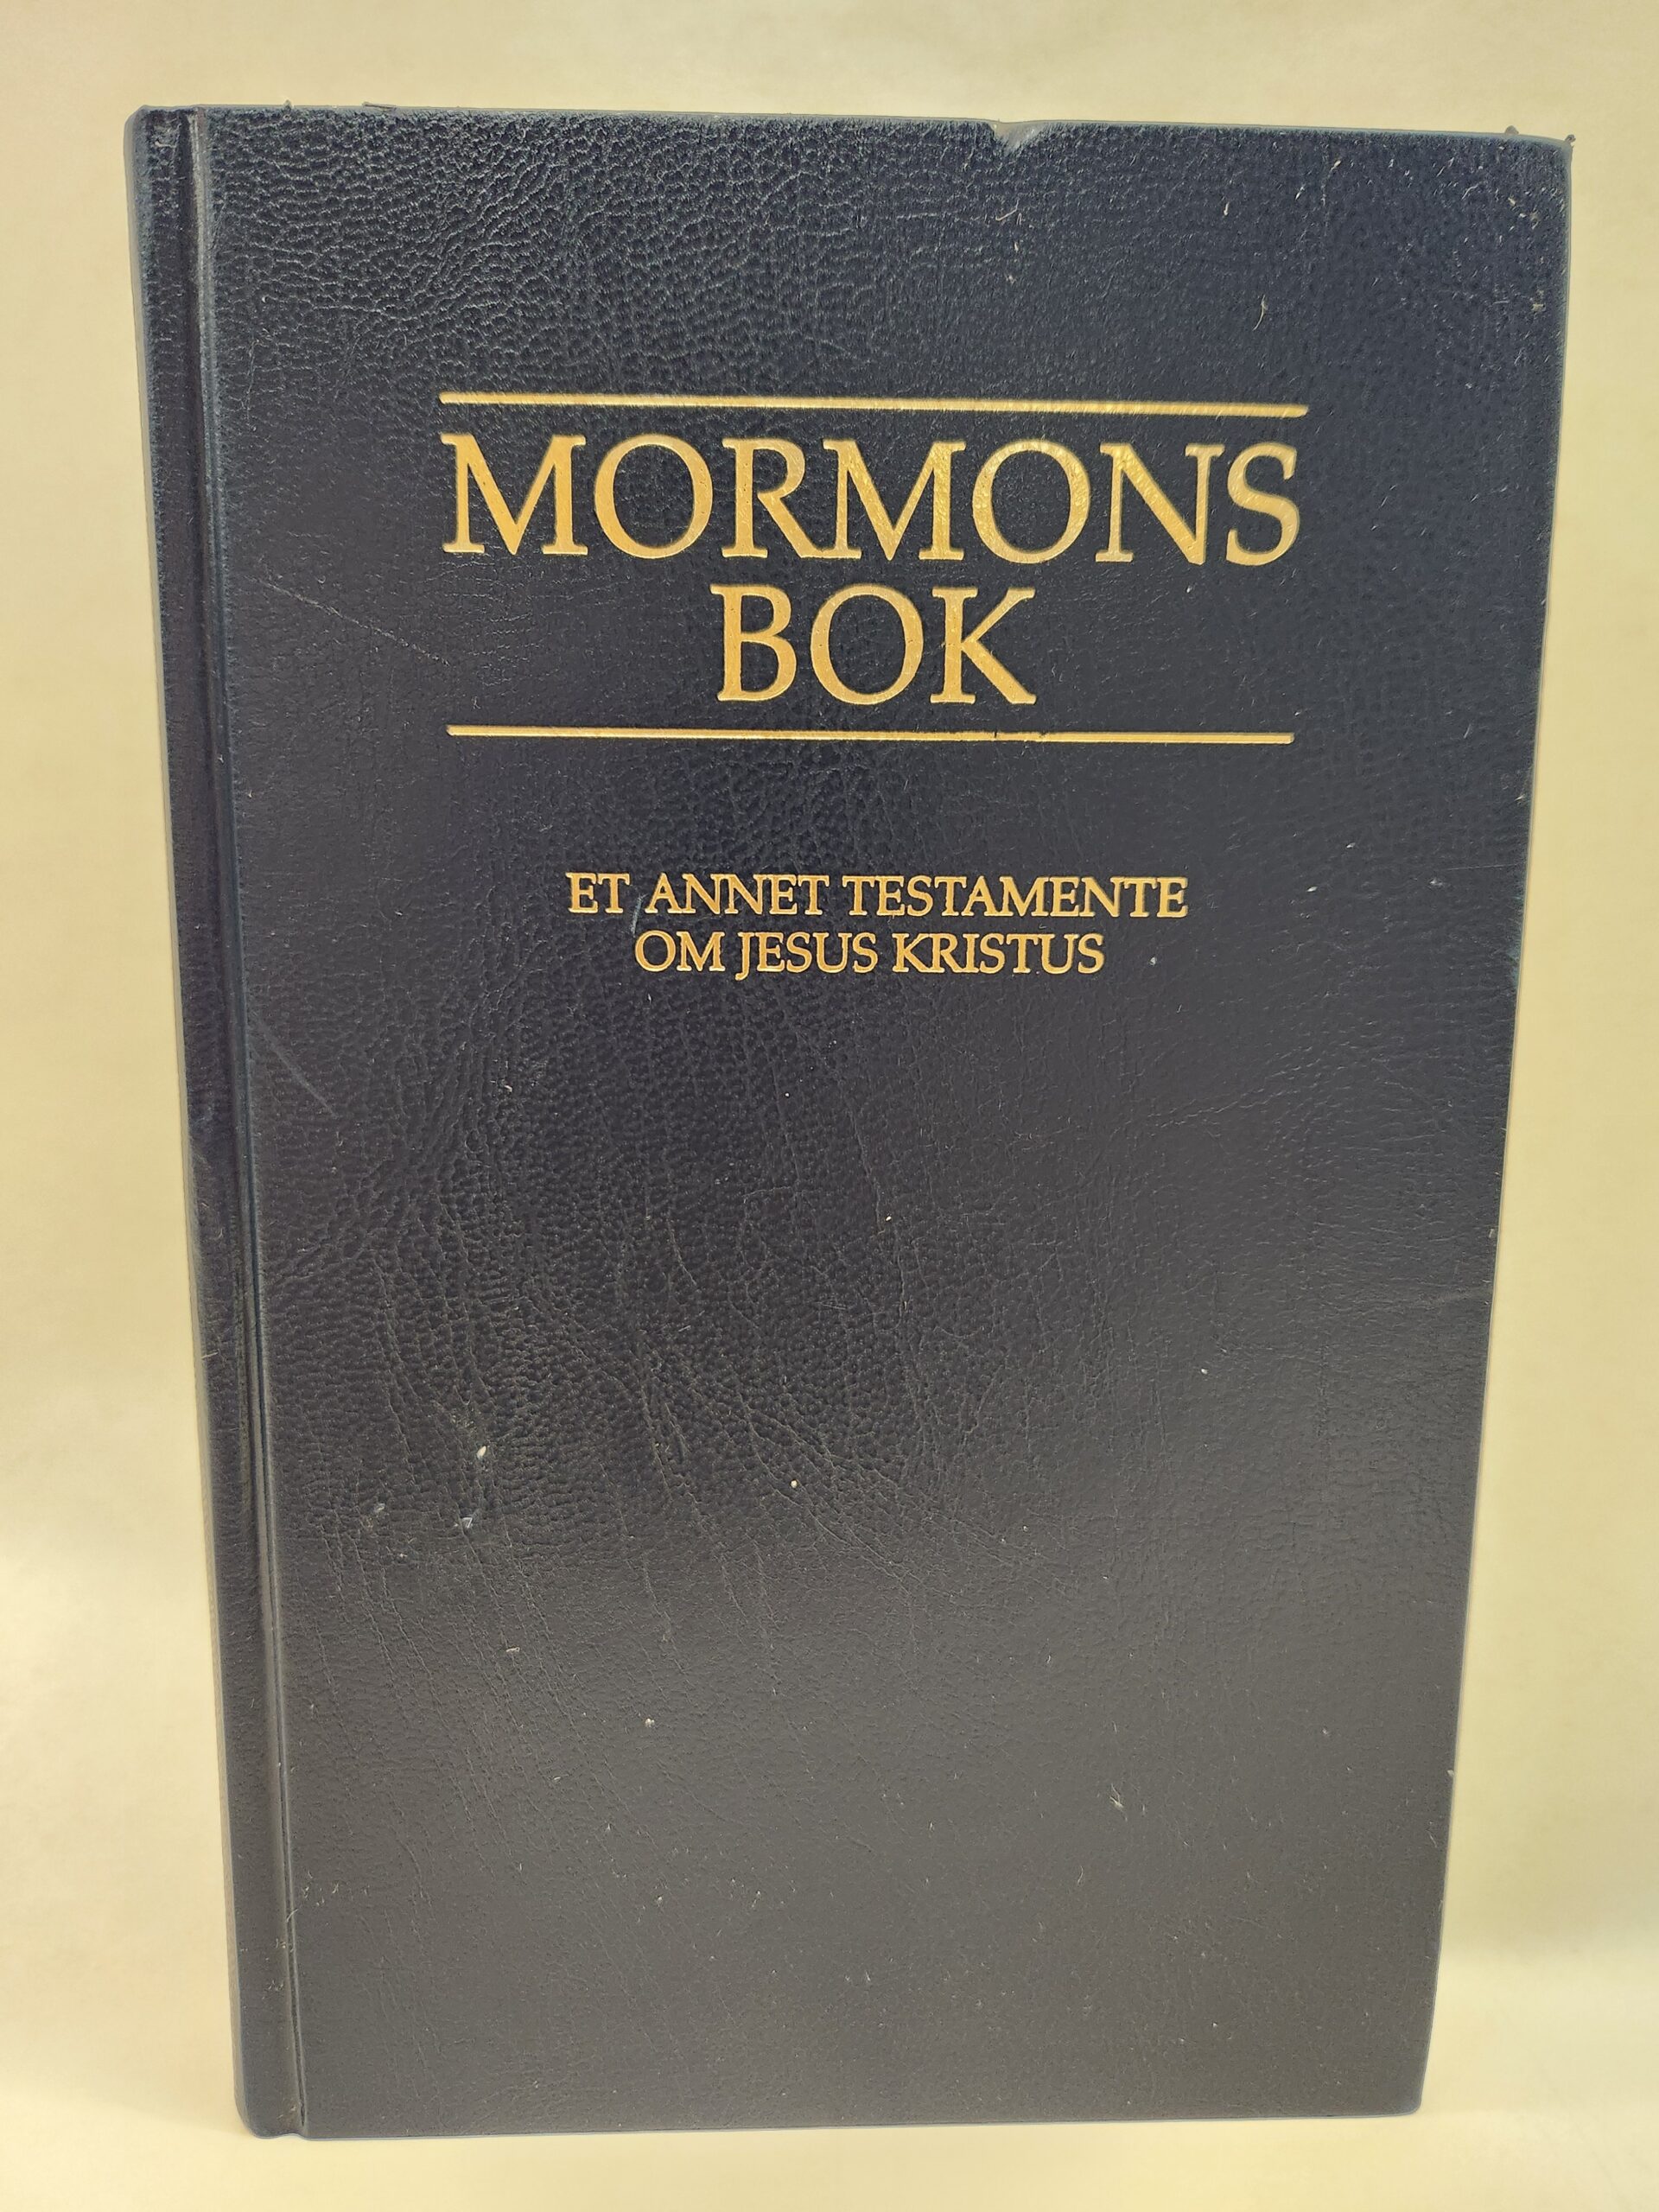 MORMONS
BOK
ET ANNET TESTAMENTE
OM JESUS KRISTUS